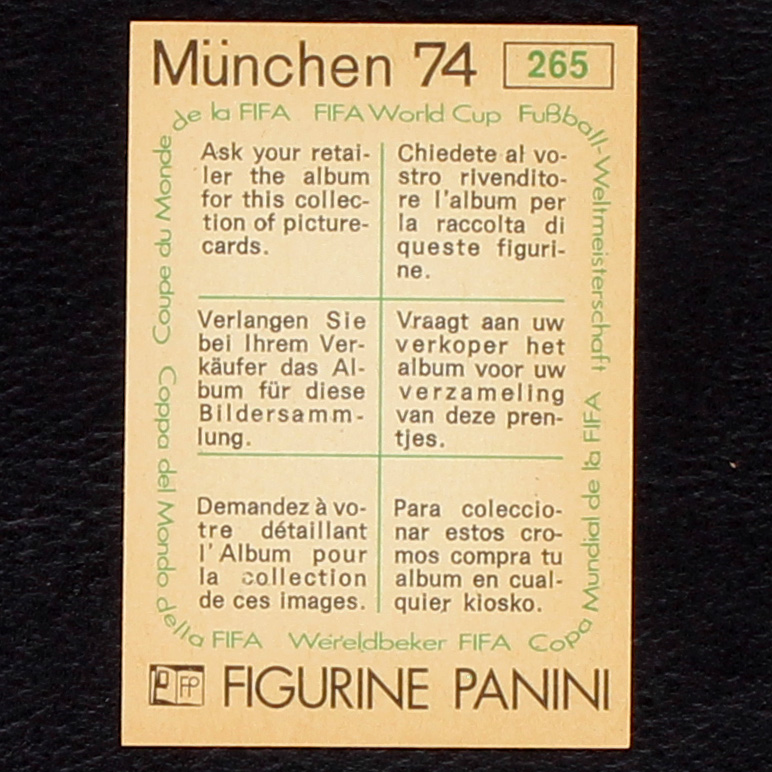 München 74 265
de la FIFA FIFA World Cup Fußball-Weltmeisterschaft
Copa Mundial de la FIFA
Wereldbeker FIFA
Coppa del Mondo della FIFA
Coupe du Monde
Ask your retai-
ler the album
for this collec-
tion of picture-
cards.
Chiedete al vo-
stro rivendito-
re l'album per
la raccolta di
queste figuri-
ne.
Verlangen Sie
bei Ihrem Ver-
käufer das Al-
bum für diese
Bildersamm-
lung.
Vraagt aan uw
verkoper het
album voor uw
verzameling
van deze pren-
tjes.
Demandez à vo-
tre détaillant
l'Album pour
la collection
de ces images.
Para coleccio-
nar estos cro-
mos compra tu
album en cual-
quier kiosko.
FP FIGURINE PANINI